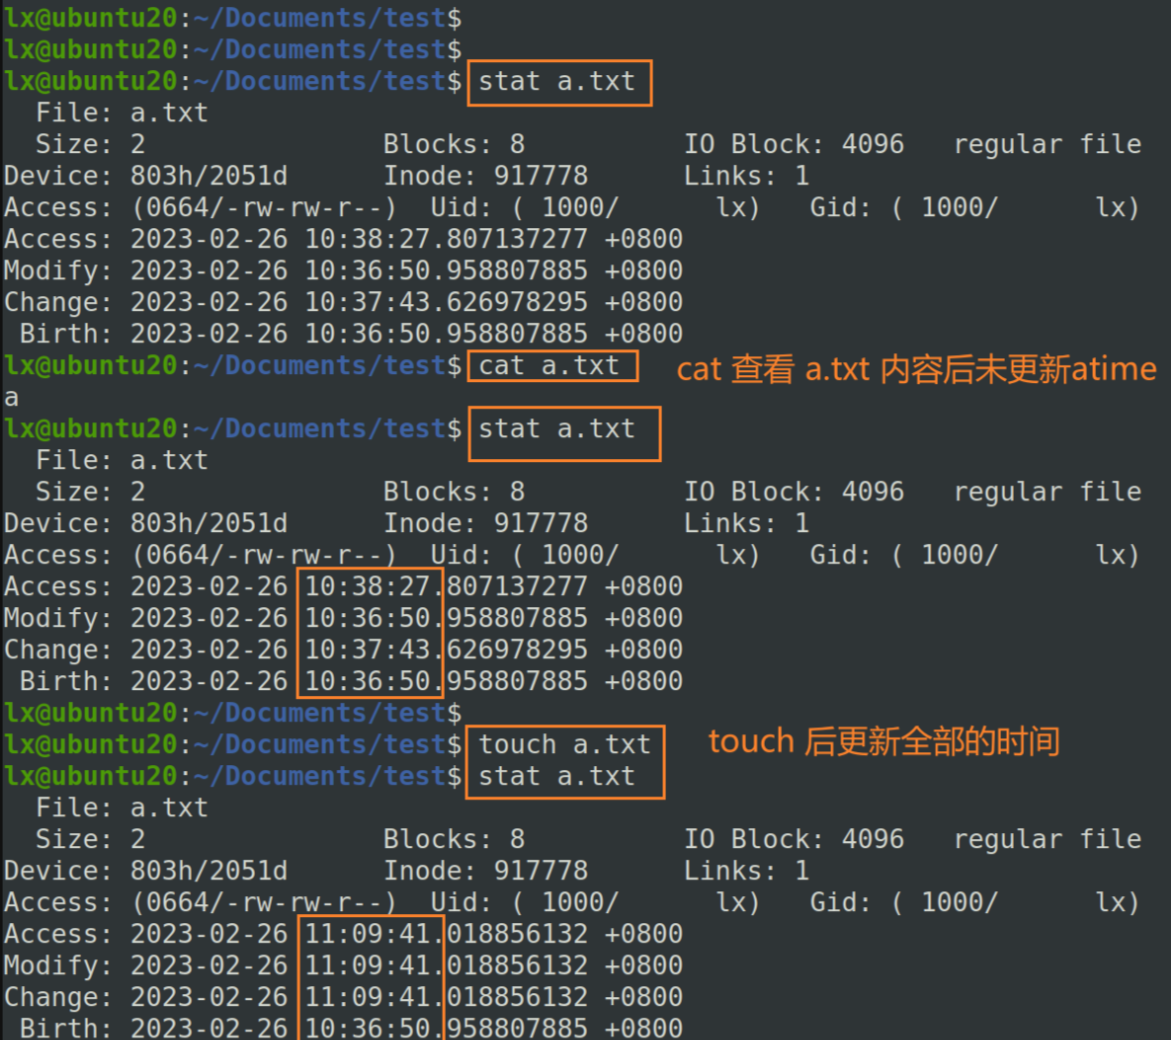 lx@ubuntu20:~/Documents/test$
lx@ubuntu20:~/Documents/test$
lx@ubuntu20:~/Documents/test$ stat a.txt
  File: a.txt
  Size: 2               Blocks: 8          IO Block: 4096   regular file
Device: 803h/2051d      Inode: 917778      Links: 1
Access: (0664/-rw-rw-r--)  Uid: ( 1000/      lx)   Gid: ( 1000/      lx)
Access: 2023-02-26 10:38:27.807137277 +0800
Modify: 2023-02-26 10:36:50.958807885 +0800
Change: 2023-02-26 10:37:43.626978295 +0800
 Birth: 2023-02-26 10:36:50.958807885 +0800
lx@ubuntu20:~/Documents/test$ cat a.txt cat 查看 a.txt 内容后未更新atime
a
lx@ubuntu20:~/Documents/test$ stat a.txt
  File: a.txt
  Size: 2               Blocks: 8          IO Block: 4096   regular file
Device: 803h/2051d      Inode: 917778      Links: 1
Access: (0664/-rw-rw-r--)  Uid: ( 1000/      lx)   Gid: ( 1000/      lx)
Access: 2023-02-26 10:38:27.807137277 +0800
Modify: 2023-02-26 10:36:50.958807885 +0800
Change: 2023-02-26 10:37:43.626978295 +0800
 Birth: 2023-02-26 10:36:50.958807885 +0800
lx@ubuntu20:~/Documents/test$
lx@ubuntu20:~/Documents/test$ touch a.txt touch 后更新全部的时间
lx@ubuntu20:~/Documents/test$ stat a.txt
  File: a.txt
  Size: 2               Blocks: 8          IO Block: 4096   regular file
Device: 803h/2051d      Inode: 917778      Links: 1
Access: (0664/-rw-rw-r--)  Uid: ( 1000/      lx)   Gid: ( 1000/      lx)
Access: 2023-02-26 11:09:41.018856132 +0800
Modify: 2023-02-26 11:09:41.018856132 +0800
Change: 2023-02-26 11:09:41.018856132 +0800
 Birth: 2023-02-26 10:36:50.958807885 +0800